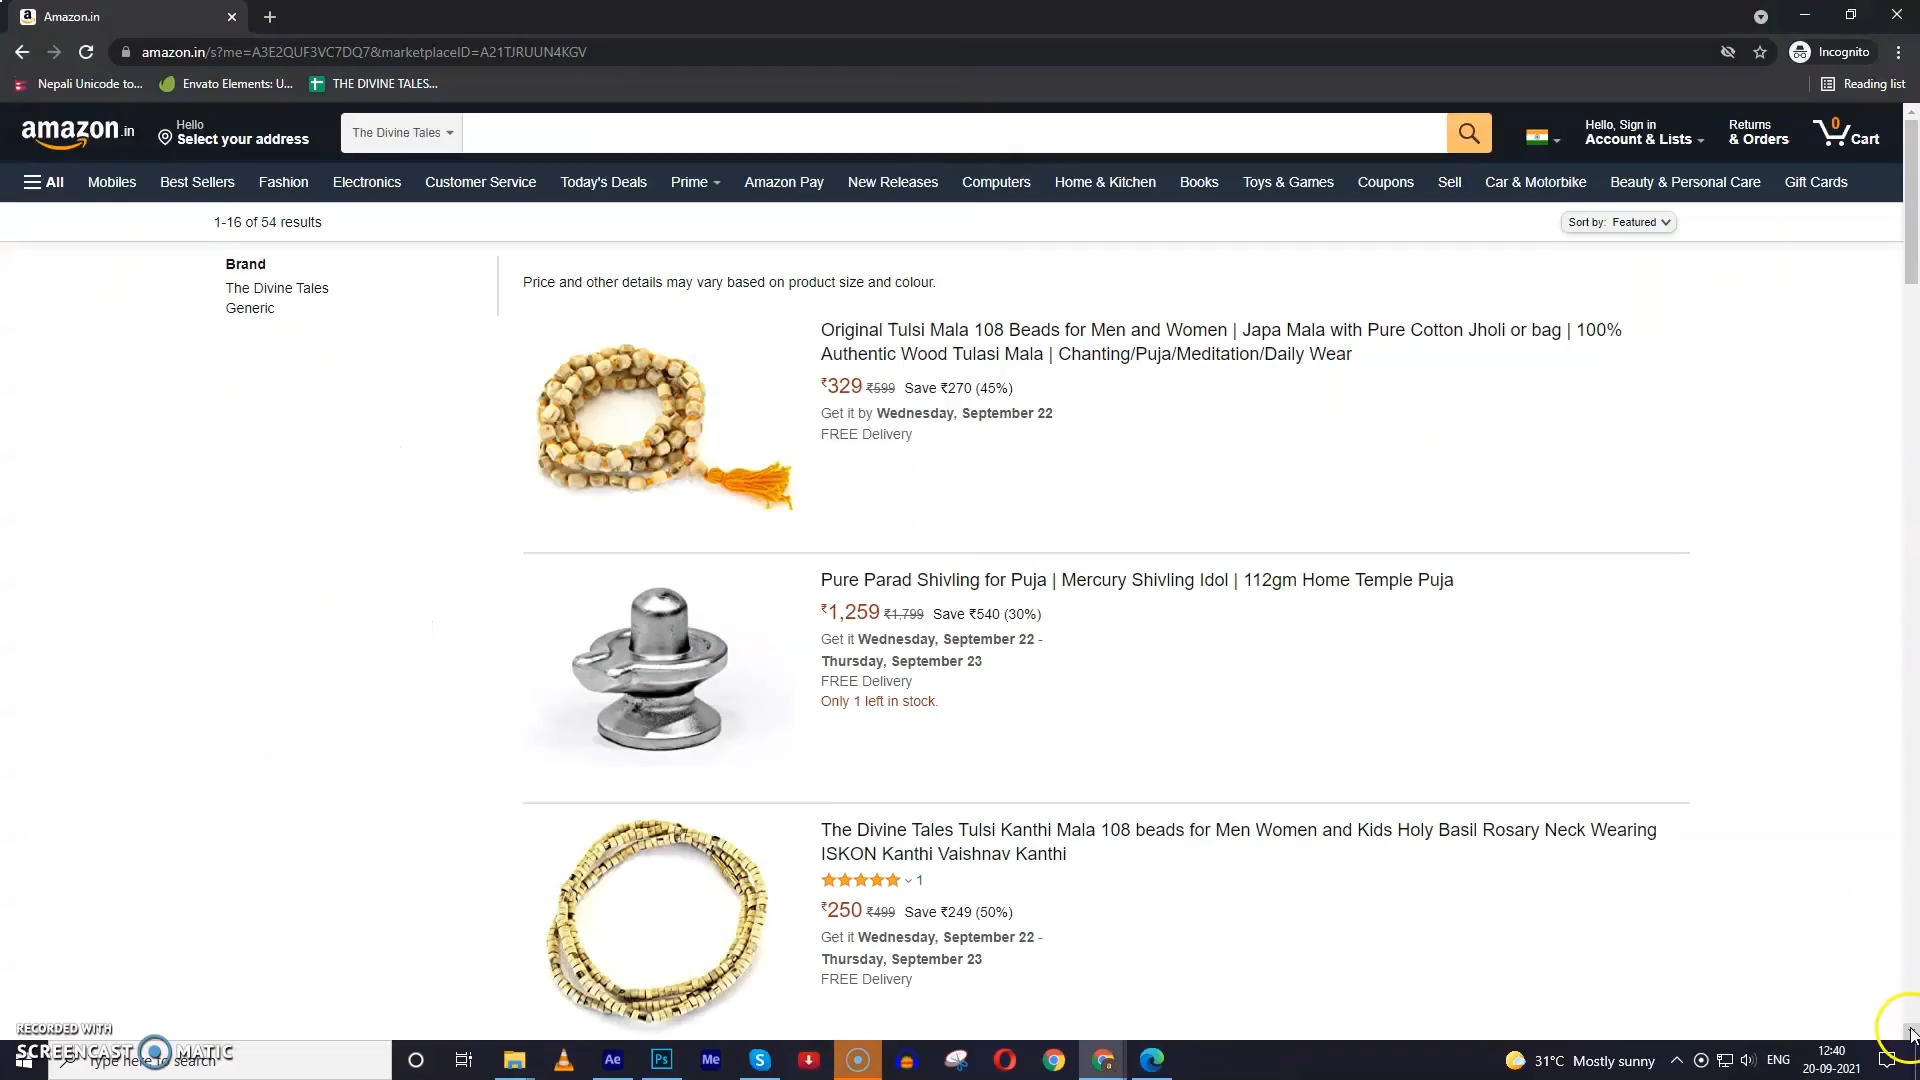 Amazon.in
amazon.in/s?me=A3E2QUF3VC7DQ7&marketplaceID=A21TJRUUN4KGV
Incognito
Nepali Unicode to...
Envato Elements: U...
THE DIVINE TALES...
Reading list
amazon.in
Hello
Select your address
The Divine Tales
Hello, Sign in
Account & Lists
Returns
& Orders
0
Cart
All Mobiles Best Sellers Fashion Electronics Customer Service Today's Deals Prime Amazon Pay New Releases Computers Home & Kitchen Books Toys & Games Coupons Sell Car & Motorbike Beauty & Personal Care Gift Cards
1-16 of 54 results
Sort by: Featured
Brand
The Divine Tales
Generic
Price and other details may vary based on product size and colour.
Original Tulsi Mala 108 Beads for Men and Women | Japa Mala with Pure Cotton Jholi or bag | 100%
Authentic Wood Tulasi Mala | Chanting/Puja/Meditation/Daily Wear
₹329 ₹599 Save ₹270 (45%)
Get it by Wednesday, September 22
FREE Delivery
Pure Parad Shivling for Puja | Mercury Shivling Idol | 112gm Home Temple Puja
₹1,259 ₹1,799 Save ₹540 (30%)
Get it Wednesday, September 22 -
Thursday, September 23
FREE Delivery
Only 1 left in stock.
The Divine Tales Tulsi Kanthi Mala 108 beads for Men Women and Kids Holy Basil Rosary Neck Wearing
ISKON Kanthi Vaishnav Kanthi
1
₹250 ₹499 Save ₹249 (50%)
Get it Wednesday, September 22 -
Thursday, September 23
FREE Delivery
RECORDED WITH
SCREENCAST MATIC
Type here to search
Ae
Ps
Me
31°C Mostly sunny
ENG
12:40
20-09-2021